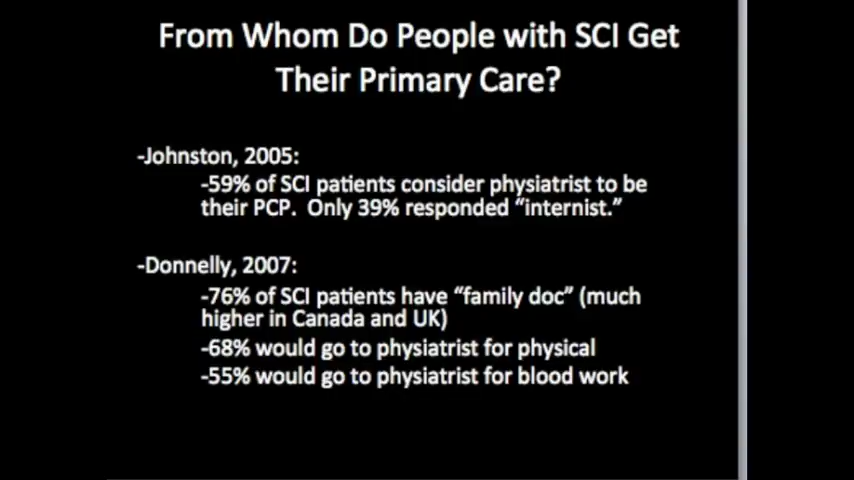 From Whom Do People with SCI Get
Their Primary Care?
-Johnston, 2005:
-59% of SCI patients consider physiatrist to be
their PCP. Only 39% responded “internist.”
-Donnelly, 2007:
-76% of SCI patients have “family doc” (much
higher in Canada and UK)
-68% would go to physiatrist for physical
-55% would go to physiatrist for blood work